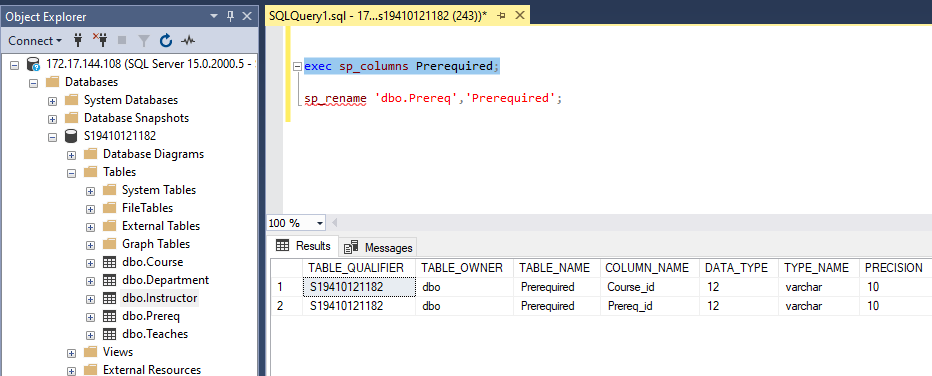 Object Explorer
Connect
172.17.144.108 (SQL Server 15.0.2000.5 -
Databases
System Databases
Database Snapshots
S19410121182
Database Diagrams
Tables
System Tables
FileTables
External Tables
Graph Tables
dbo.Course
dbo.Department
dbo.Instructor
dbo.Prereq
dbo.Teaches
Views
External Resources
SQLQuery1.sql - 17...s19410121182 (243))*
exec sp_columns Prerequired;
sp_rename 'dbo.Prereq','Prerequired';
100 %
Results Messages
TABLE_QUALIFIER TABLE_OWNER TABLE_NAME COLUMN_NAME DATA_TYPE TYPE_NAME PRECISION
1 S19410121182 dbo Prerequired Course_id 12 varchar 10
2 S19410121182 dbo Prerequired Prereq_id 12 varchar 10